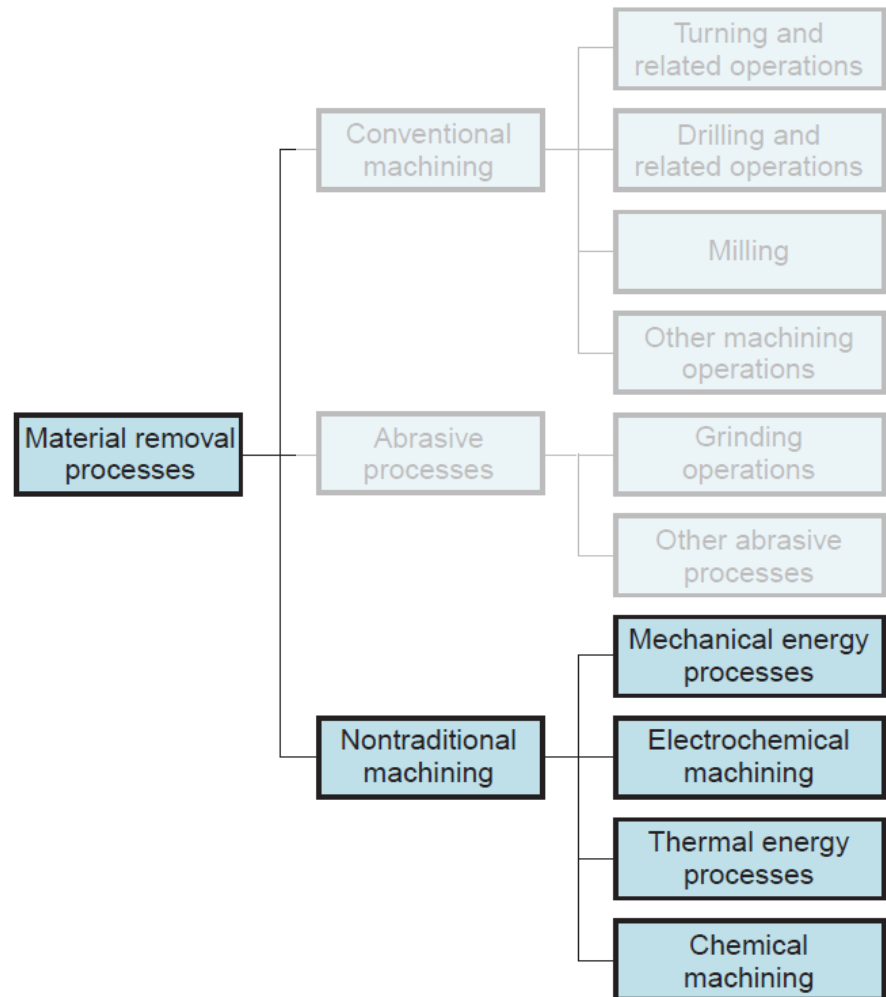 Turning and
related operations
Conventional
machining
Drilling and
related operations
Milling
Other machining
operations
Material removal
processes
Abrasive
processes
Grinding
operations
Other abrasive
processes
Mechanical energy
processes
Nontraditional
machining
Electrochemical
machining
Thermal energy
processes
Chemical
machining